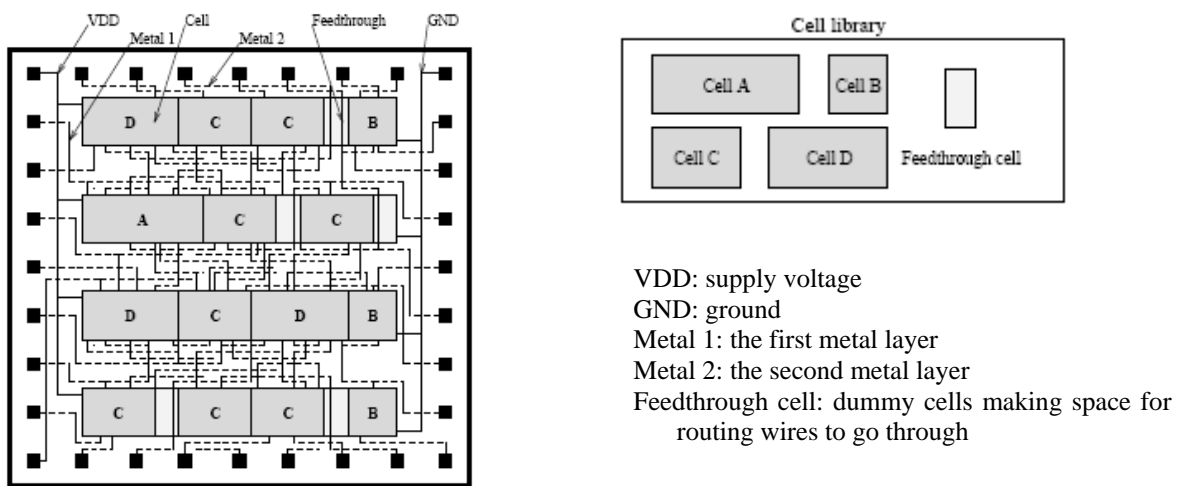 VDD
Cell
Feedthrough
GND
Metal 1
Metal 2
D C C B
A C C
D C D B
C C C B
Cell library
Cell A
Cell B
Cell C
Cell D
Feedthrough cell
VDD: supply voltage
GND: ground
Metal 1: the first metal layer
Metal 2: the second metal layer
Feedthrough cell: dummy cells making space for
routing wires to go through